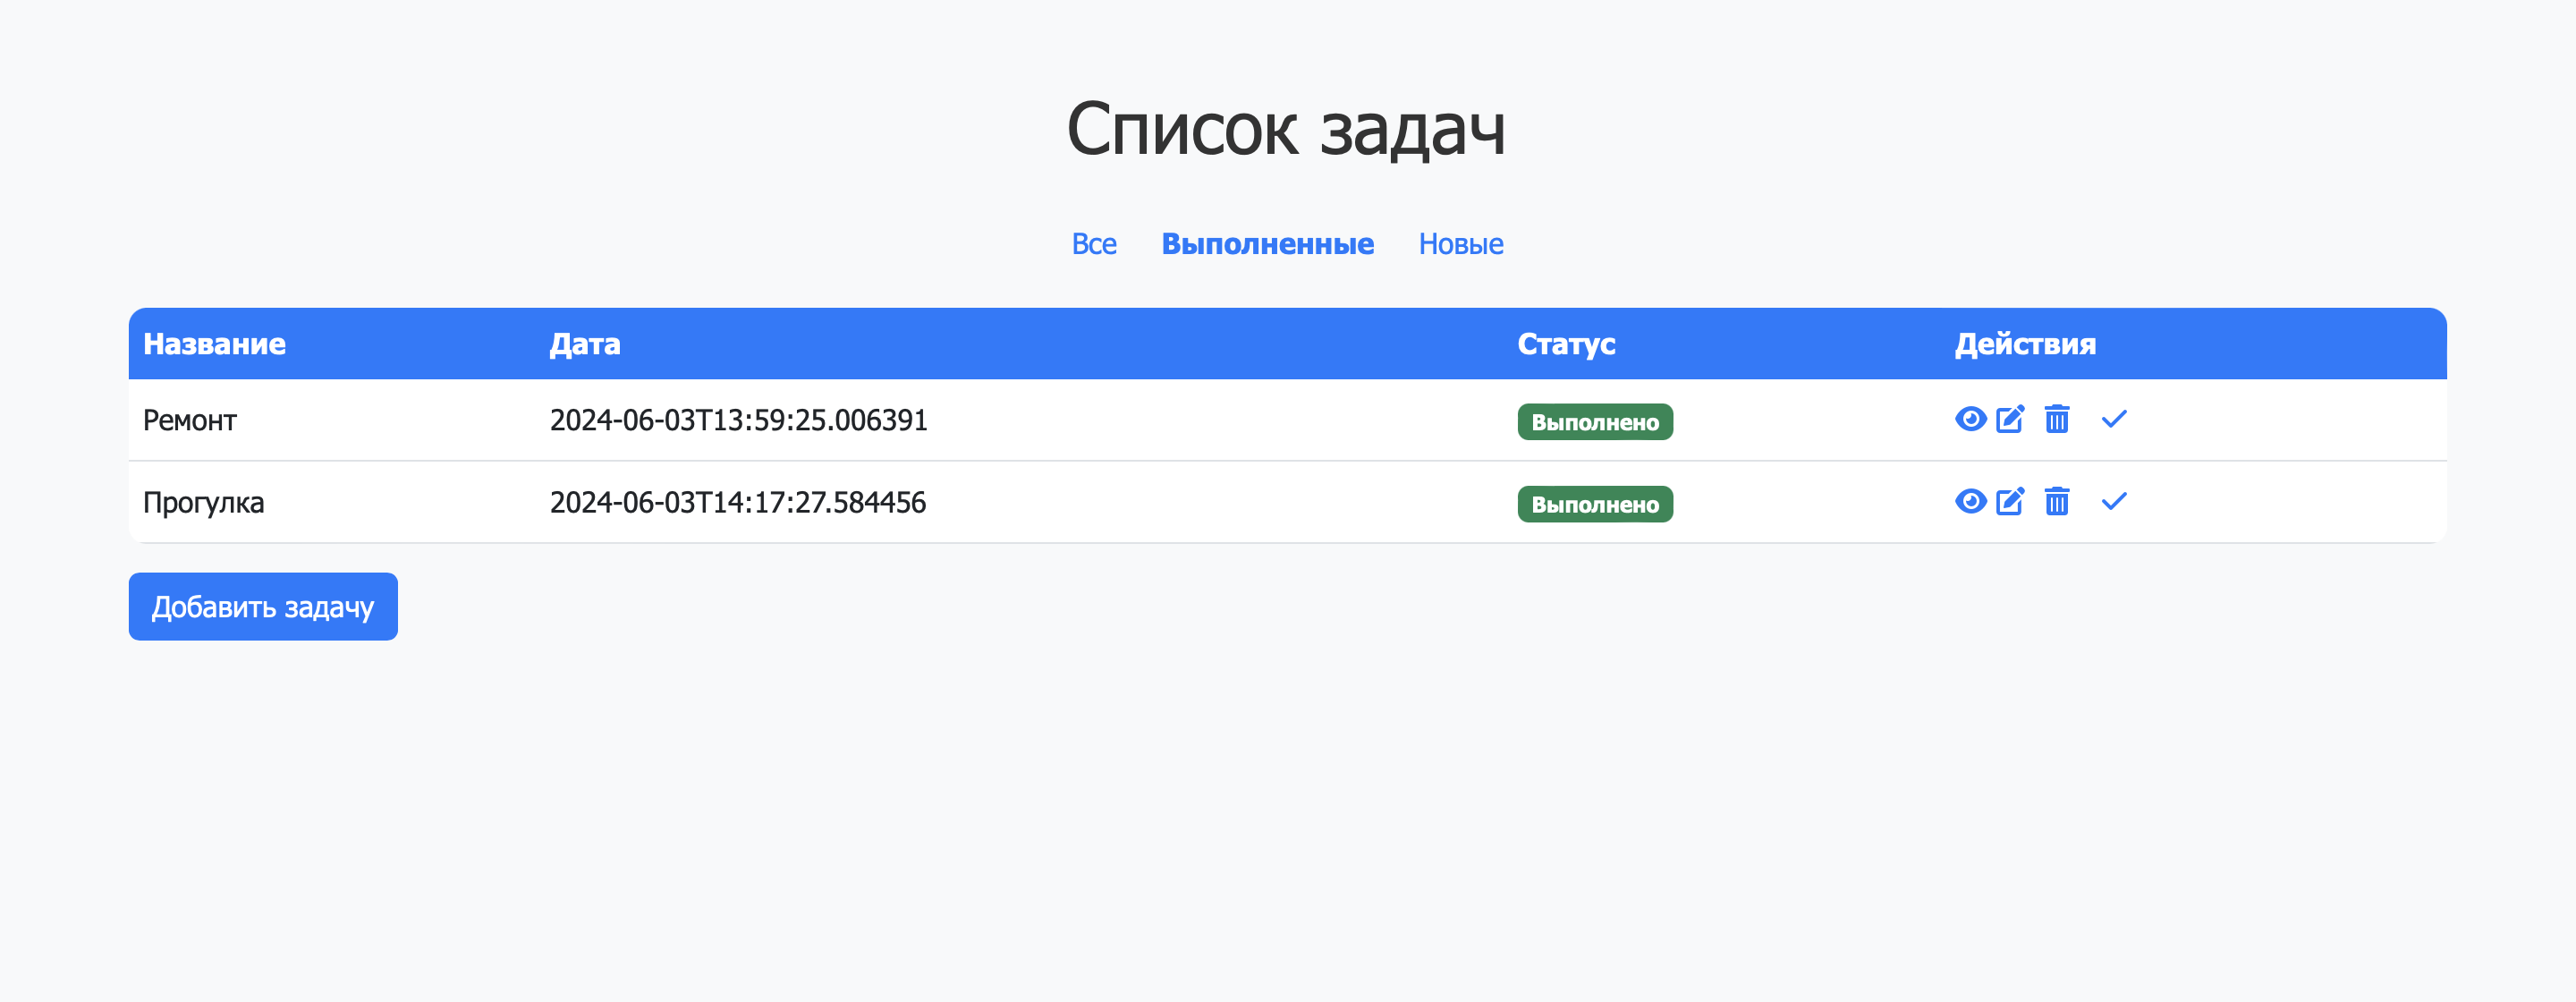 Список задач
Все Выполненные Новые
Название Дата Статус Действия
Ремонт 2024-06-03T13:59:25.006391 Выполнено
Прогулка 2024-06-03T14:17:27.584456 Выполнено
Добавить задачу